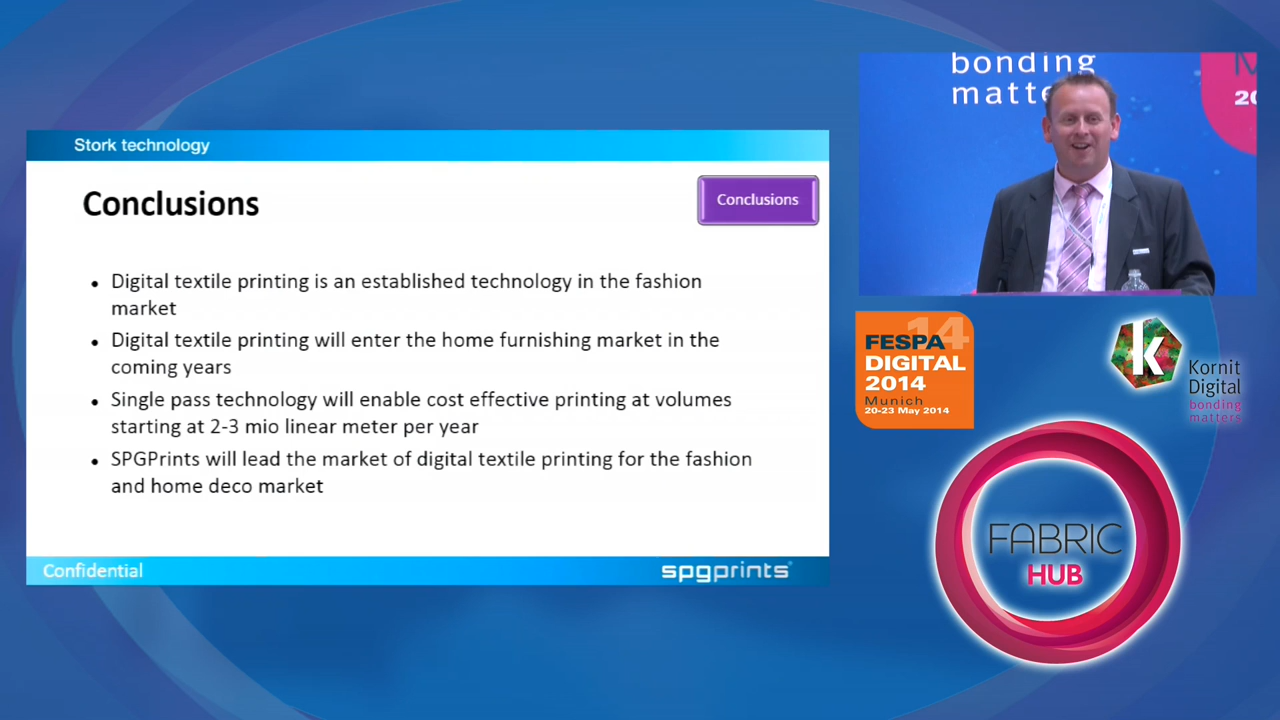 Stork technology
Conclusions
Conclusions
• Digital textile printing is an established technology in the fashion
market
• Digital textile printing will enter the home furnishing market in the
coming years
• Single pass technology will enable cost effective printing at volumes
starting at 2-3 mio linear meter per year
• SPGPrints will lead the market of digital textile printing for the fashion
and home deco market
Confidential
spgprints®
bonding
matte
M
20
14
FESPA
DIGITAL
2014
Munich
20-23 May 2014
K
Kornit
Digital
bonding
matters
FABRIC
HUB